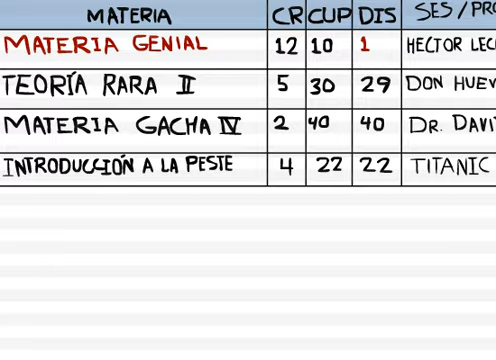 MATERIA CR CUP DIS SES/PRO
MATERIA GENIAL 12 10 1 HECTOR LEC
TEORÍA RARA II 5 30 29 DON HUEV
MATERIA GACHA IV 2 40 40 DR. DAVI
INTRODUCCIÓN A LA PESTE 4 22 22 TITANIC